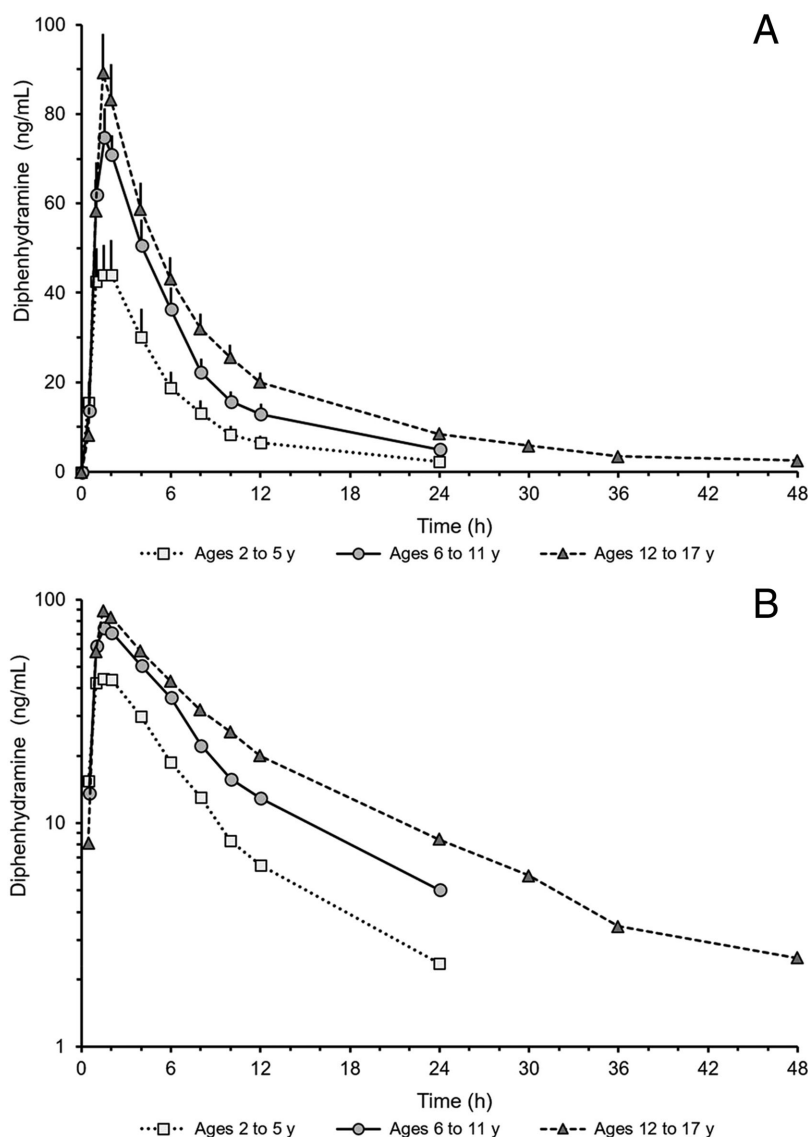 A
Diphenhydramine (ng/mL)
100
80
60
40
20
0
0 6 12 18 24 30 36 42 48
Time (h)
Ages 2 to 5 y Ages 6 to 11 y Ages 12 to 17 y
B
Diphenhydramine (ng/mL)
100
10
1
0 6 12 18 24 30 36 42 48
Time (h)
Ages 2 to 5 y Ages 6 to 11 y Ages 12 to 17 y